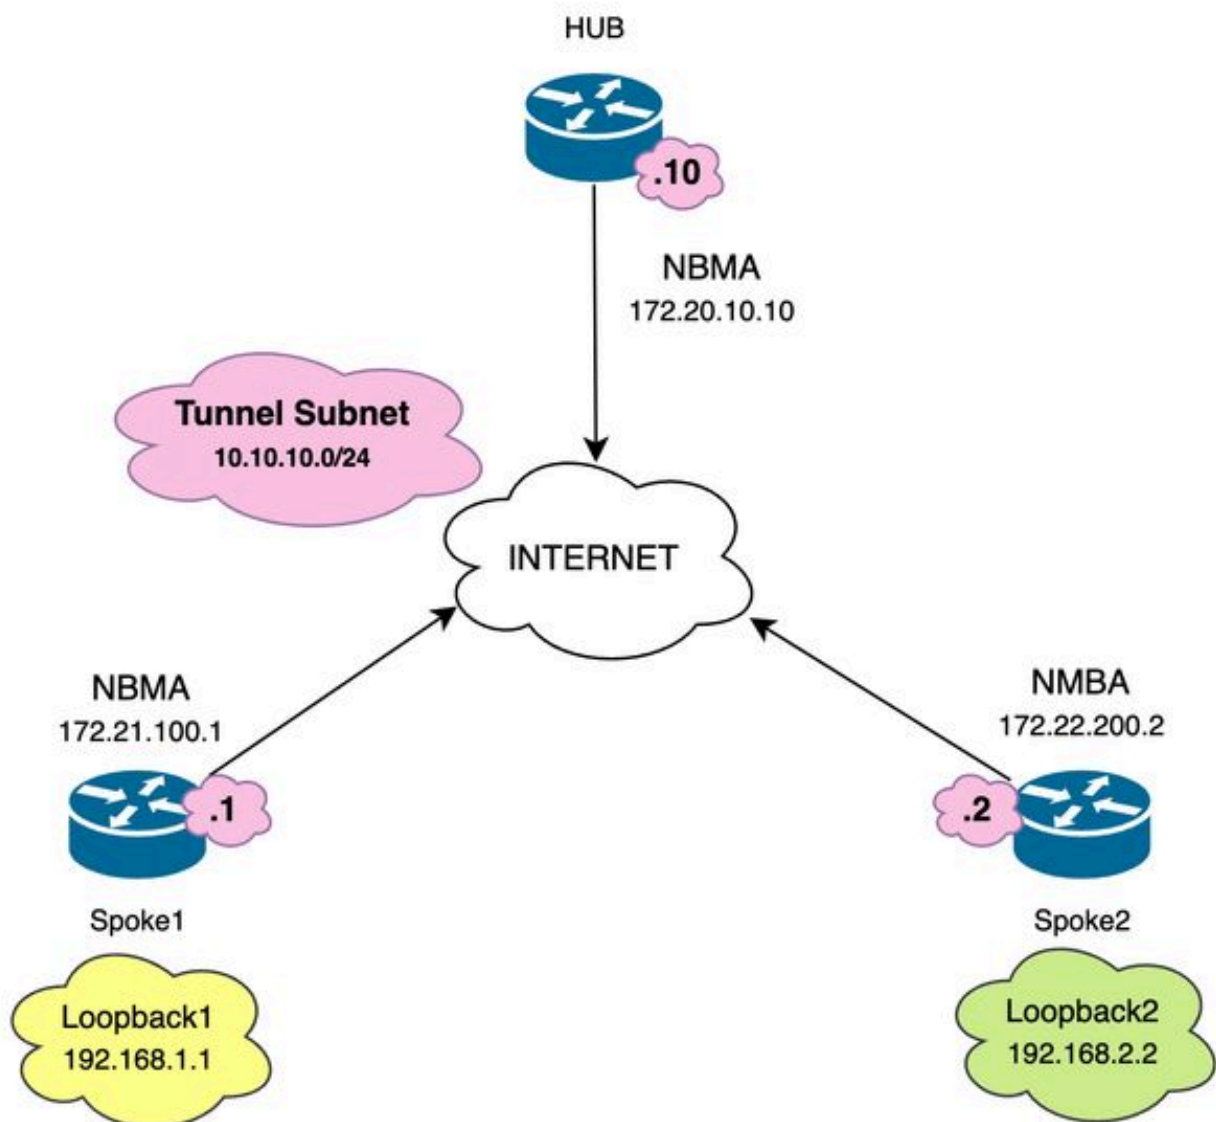 HUB
.10
NBMA
172.20.10.10
Tunnel Subnet
10.10.10.0/24
INTERNET
NBMA
172.21.100.1
.1
Spoke1
Loopback1
192.168.1.1
NMBA
172.22.200.2
.2
Spoke2
Loopback2
192.168.2.2